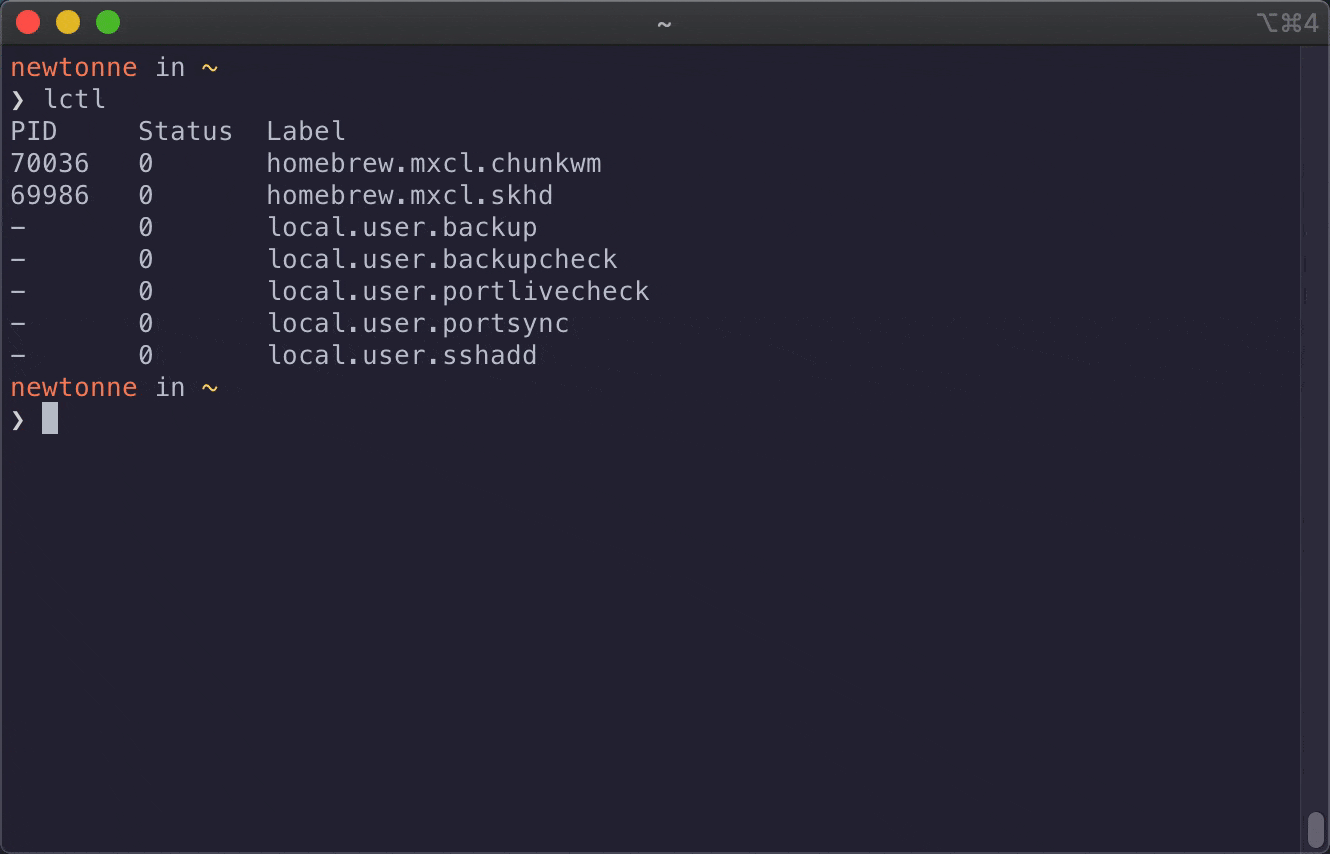 ~ ⌥⌘4
newtonne in ~
❯ lctl
PID Status Label
70036 0 homebrew.mxcl.chunkwm
69986 0 homebrew.mxcl.skhd
- 0 local.user.backup
- 0 local.user.backupcheck
- 0 local.user.portlivecheck
- 0 local.user.portsync
- 0 local.user.sshadd
newtonne in ~
❯